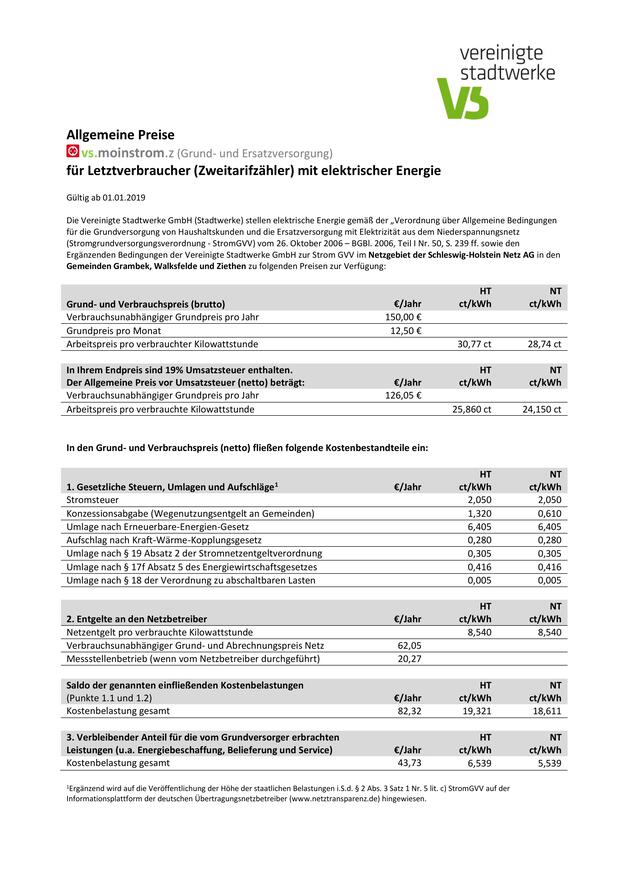 vereinigte
stadtwerke
VS
Allgemeine Preise
vs.moinstrom.z (Grund- und Ersatzversorgung)
für Letztverbraucher (Zweitarifzähler) mit elektrischer Energie
Gültig ab 01.01.2019
Die Vereinigte Stadtwerke GmbH (Stadtwerke) stellen elektrische Energie gemäß der „Verordnung über Allgemeine Bedingungen
für die Grundversorgung von Haushaltskunden und die Ersatzversorgung mit Elektrizität aus dem Niederspannungsnetz
(Stromgrundversorgungsverordnung - StromGVV) vom 26. Oktober 2006 – BGBl. 2006, Teil I Nr. 50, S. 239 ff. sowie den
Ergänzenden Bedingungen der Vereinigte Stadtwerke GmbH zur Strom GVV im Netzgebiet der Schleswig-Holstein Netz AG in den
Gemeinden Grambek, Walksfelde und Ziethen zu folgenden Preisen zur Verfügung:
HT NT
Grund- und Verbrauchspreis (brutto) €/Jahr ct/kWh ct/kWh
Verbrauchsunabhängiger Grundpreis pro Jahr 150,00 €
Grundpreis pro Monat 12,50 €
Arbeitspreis pro verbrauchter Kilowattstunde 30,77 ct 28,74 ct
In Ihrem Endpreis sind 19% Umsatzsteuer enthalten. HT NT
Der Allgemeine Preis vor Umsatzsteuer (netto) beträgt: €/Jahr ct/kWh ct/kWh
Verbrauchsunabhängiger Grundpreis pro Jahr 126,05 €
Arbeitspreis pro verbrauchte Kilowattstunde 25,860 ct 24,150 ct
In den Grund- und Verbrauchspreis (netto) fließen folgende Kostenbestandteile ein:
HT NT
1. Gesetzliche Steuern, Umlagen und Aufschläge¹ €/Jahr ct/kWh ct/kWh
Stromsteuer 2,050 2,050
Konzessionsabgabe (Wegenutzungsentgelt an Gemeinden) 1,320 0,610
Umlage nach Erneuerbare-Energien-Gesetz 6,405 6,405
Aufschlag nach Kraft-Wärme-Kopplungsgesetz 0,280 0,280
Umlage nach § 19 Absatz 2 der Stromnetzentgeltverordnung 0,305 0,305
Umlage nach § 17f Absatz 5 des Energiewirtschaftsgesetzes 0,416 0,416
Umlage nach § 18 der Verordnung zu abschaltbaren Lasten 0,005 0,005
HT NT
2. Entgelte an den Netzbetreiber €/Jahr ct/kWh ct/kWh
Netzentgelt pro verbrauchte Kilowattstunde 8,540 8,540
Verbrauchsunabhängiger Grund- und Abrechnungspreis Netz 62,05
Messstellenbetrieb (wenn vom Netzbetreiber durchgeführt) 20,27
Saldo der genannten einfließenden Kostenbelastungen HT NT
(Punkte 1.1 und 1.2) €/Jahr ct/kWh ct/kWh
Kostenbelastung gesamt 82,32 19,321 18,611
3. Verbleibender Anteil für die vom Grundversorger erbrachten HT NT
Leistungen (u.a. Energiebeschaffung, Belieferung und Service) €/Jahr ct/kWh ct/kWh
Kostenbelastung gesamt 43,73 6,539 5,539
¹Ergänzend wird auf die Veröffentlichung der Höhe der staatlichen Belastungen i.S.d. § 2 Abs. 3 Satz 1 Nr. 5 lit. c) StromGVV auf der
Informationsplattform der deutschen Übertragungsnetzbetreiber (www.netztransparenz.de) hingewiesen.